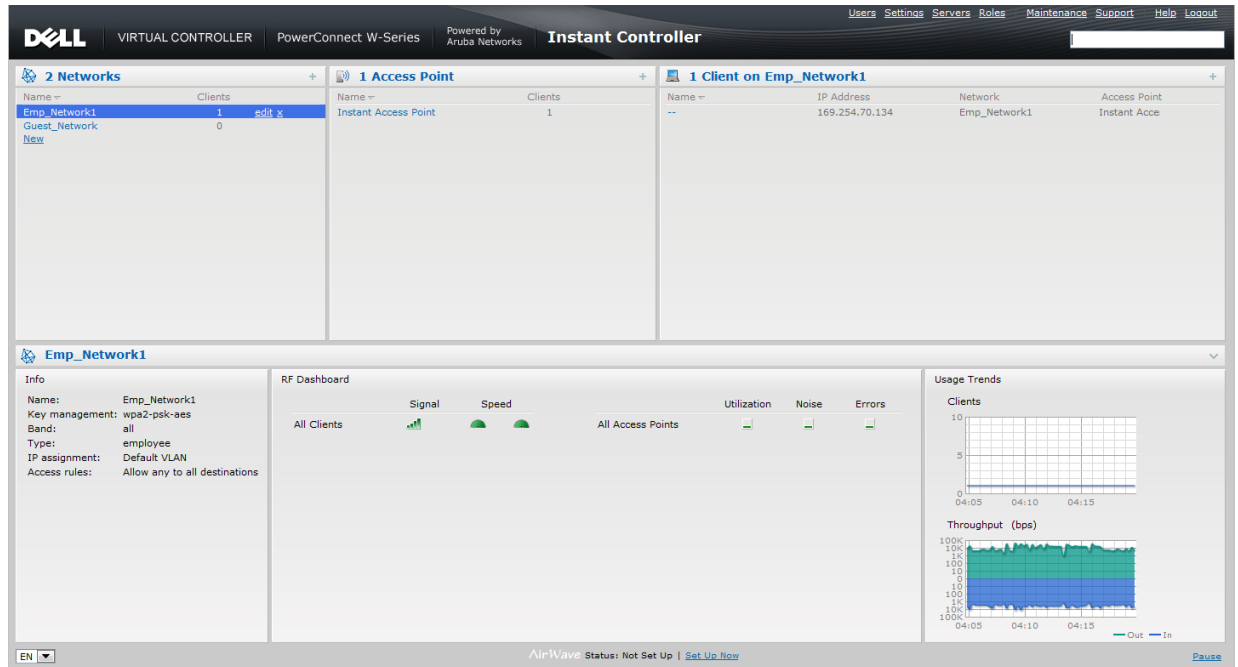 Users Settings Servers Roles Maintenance Support Help Logout
DELL VIRTUAL CONTROLLER PowerConnect W-Series Powered by Aruba Networks Instant Controller
2 Networks +
Name Clients
Emp_Network1 1 edit x
Guest_Network 0
New
1 Access Point +
Name Clients
Instant Access Point 1
1 Client on Emp_Network1 +
Name IP Address Network Access Point
-- 169.254.70.134 Emp_Network1 Instant Acce
Emp_Network1
Info
Name: Emp_Network1
Key management: wpa2-psk-aes
Band: all
Type: employee
IP assignment: Default VLAN
Access rules: Allow any to all destinations
RF Dashboard
Signal Speed
All Clients
Utilization Noise Errors
All Access Points
Usage Trends
Clients
10
5
0
04:05 04:10 04:15
Throughput (bps)
100K
10K
1K
100
10
0
10
100
1K
10K
100K
04:05 04:10 04:15
Out In
EN
AirWave Status: Not Set Up | Set Up Now
Pause